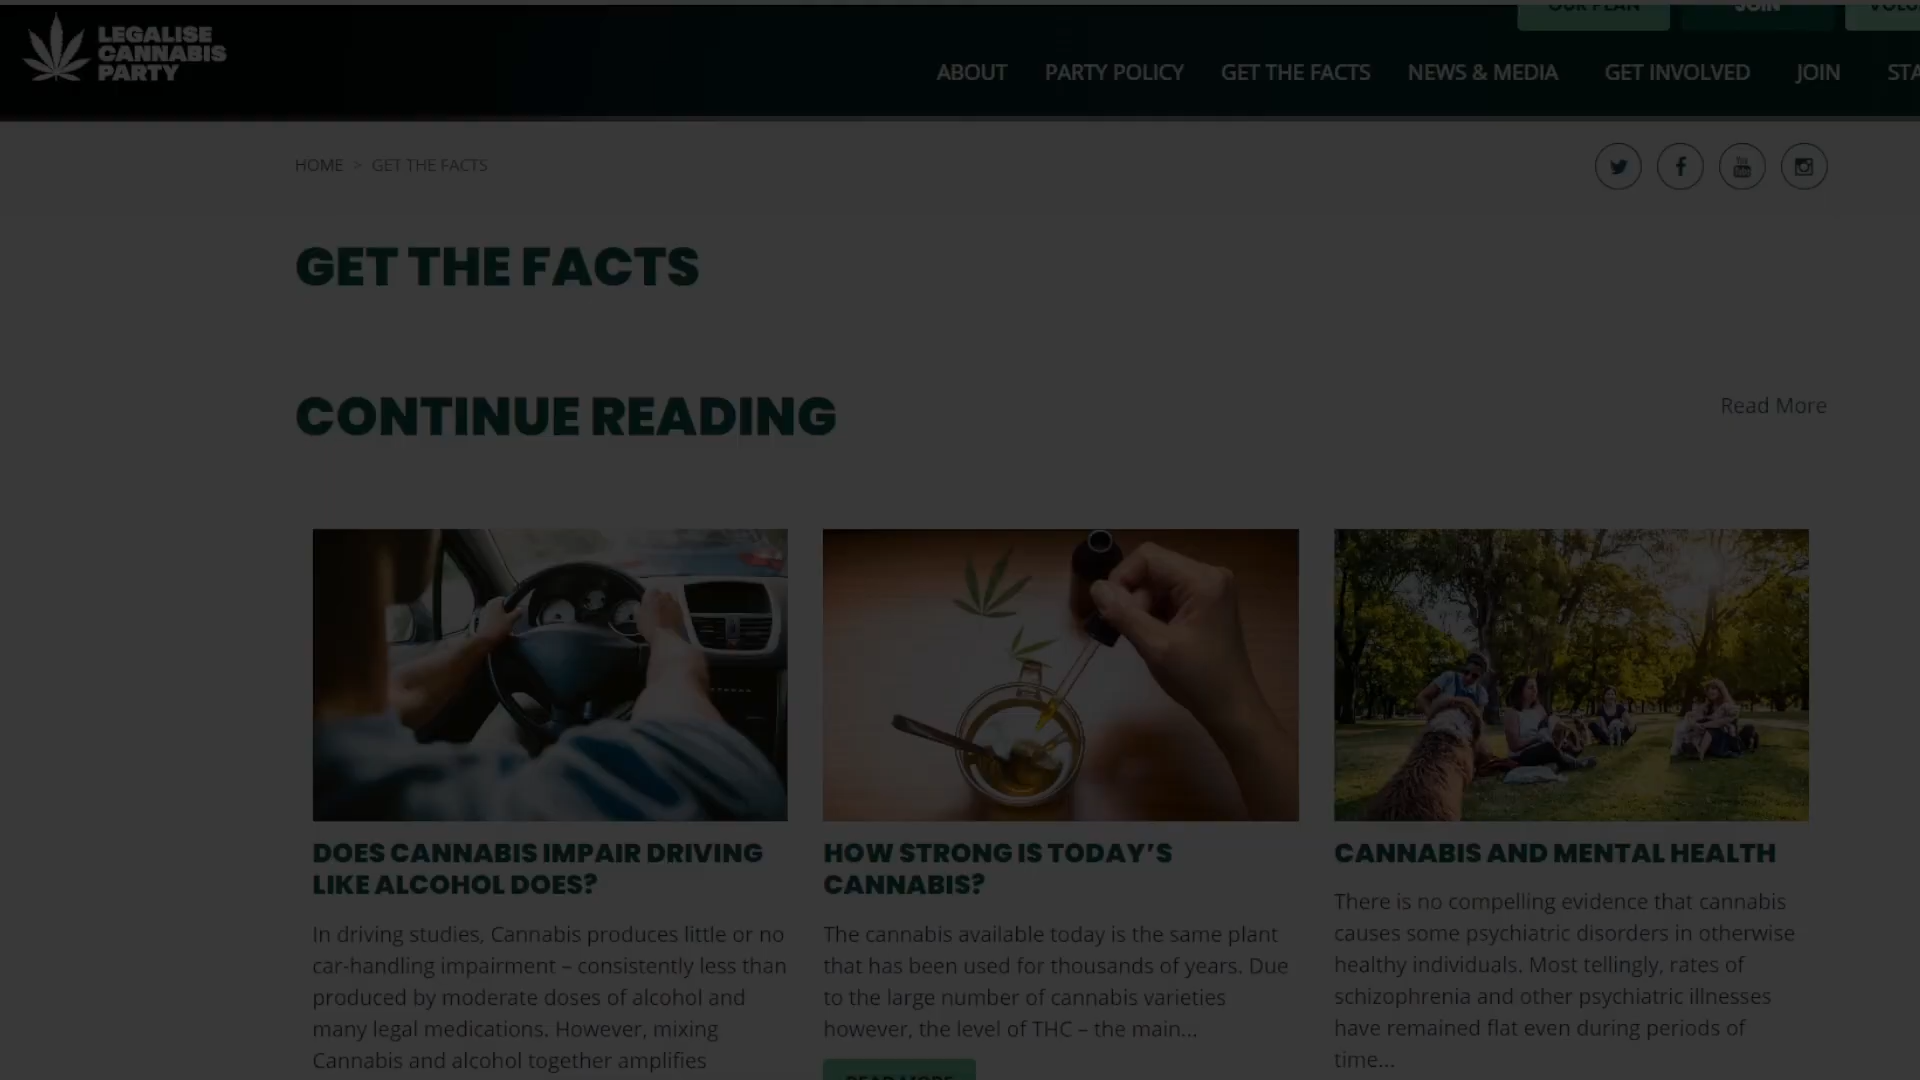 OUR PLAN
JOIN
LEGALISE
CANNABIS
PARTY
ABOUT
PARTY POLICY
GET THE FACTS
NEWS & MEDIA
GET INVOLVED
JOIN
STA
HOME > GET THE FACTS
GET THE FACTS
CONTINUE READING
Read More
DOES CANNABIS IMPAIR DRIVING
LIKE ALCOHOL DOES?
In driving studies, Cannabis produces little or no
car-handling impairment – consistently less than
produced by moderate doses of alcohol and
many legal medications. However, mixing
Cannabis and alcohol together amplifies
HOW STRONG IS TODAY’S
CANNABIS?
The cannabis available today is the same plant
that has been used for thousands of years. Due
to the large number of cannabis varieties
however, the level of THC – the main...
READ MORE
CANNABIS AND MENTAL HEALTH
There is no compelling evidence that cannabis
causes some psychiatric disorders in otherwise
healthy individuals. Most tellingly, rates of
schizophrenia and other psychiatric illnesses
have remained flat even during periods of
time...